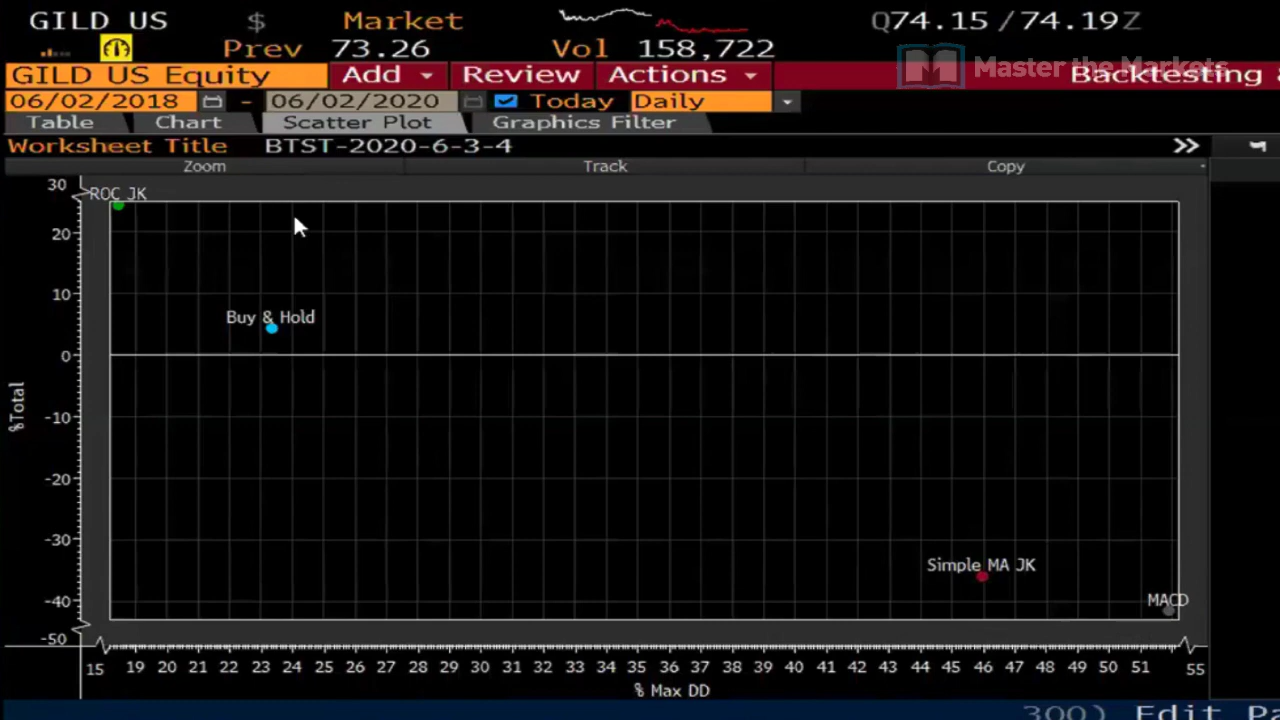 GILD US $ Market Q74.15 / 74.19Z
Prev 73.26 Vol 158,722
Master the Markets
GILD US Equity Add Review Actions Backtesting &
06/02/2018 - 06/02/2020 Today Daily
Table Chart Scatter Plot Graphics Filter
Worksheet Title BTST-2020-6-3-4 >>
Zoom Track Copy
30
ROC JK
20
10
Buy & Hold
0
%Total
-10
-20
-30
Simple MA JK
-40
MACD
-50
15 19 20 21 22 23 24 25 26 27 28 29 30 31 32 33 34 35 36 37 38 39 40 41 42 43 44 45 46 47 48 49 50 51 55
% Max DD
300) Edit Pa